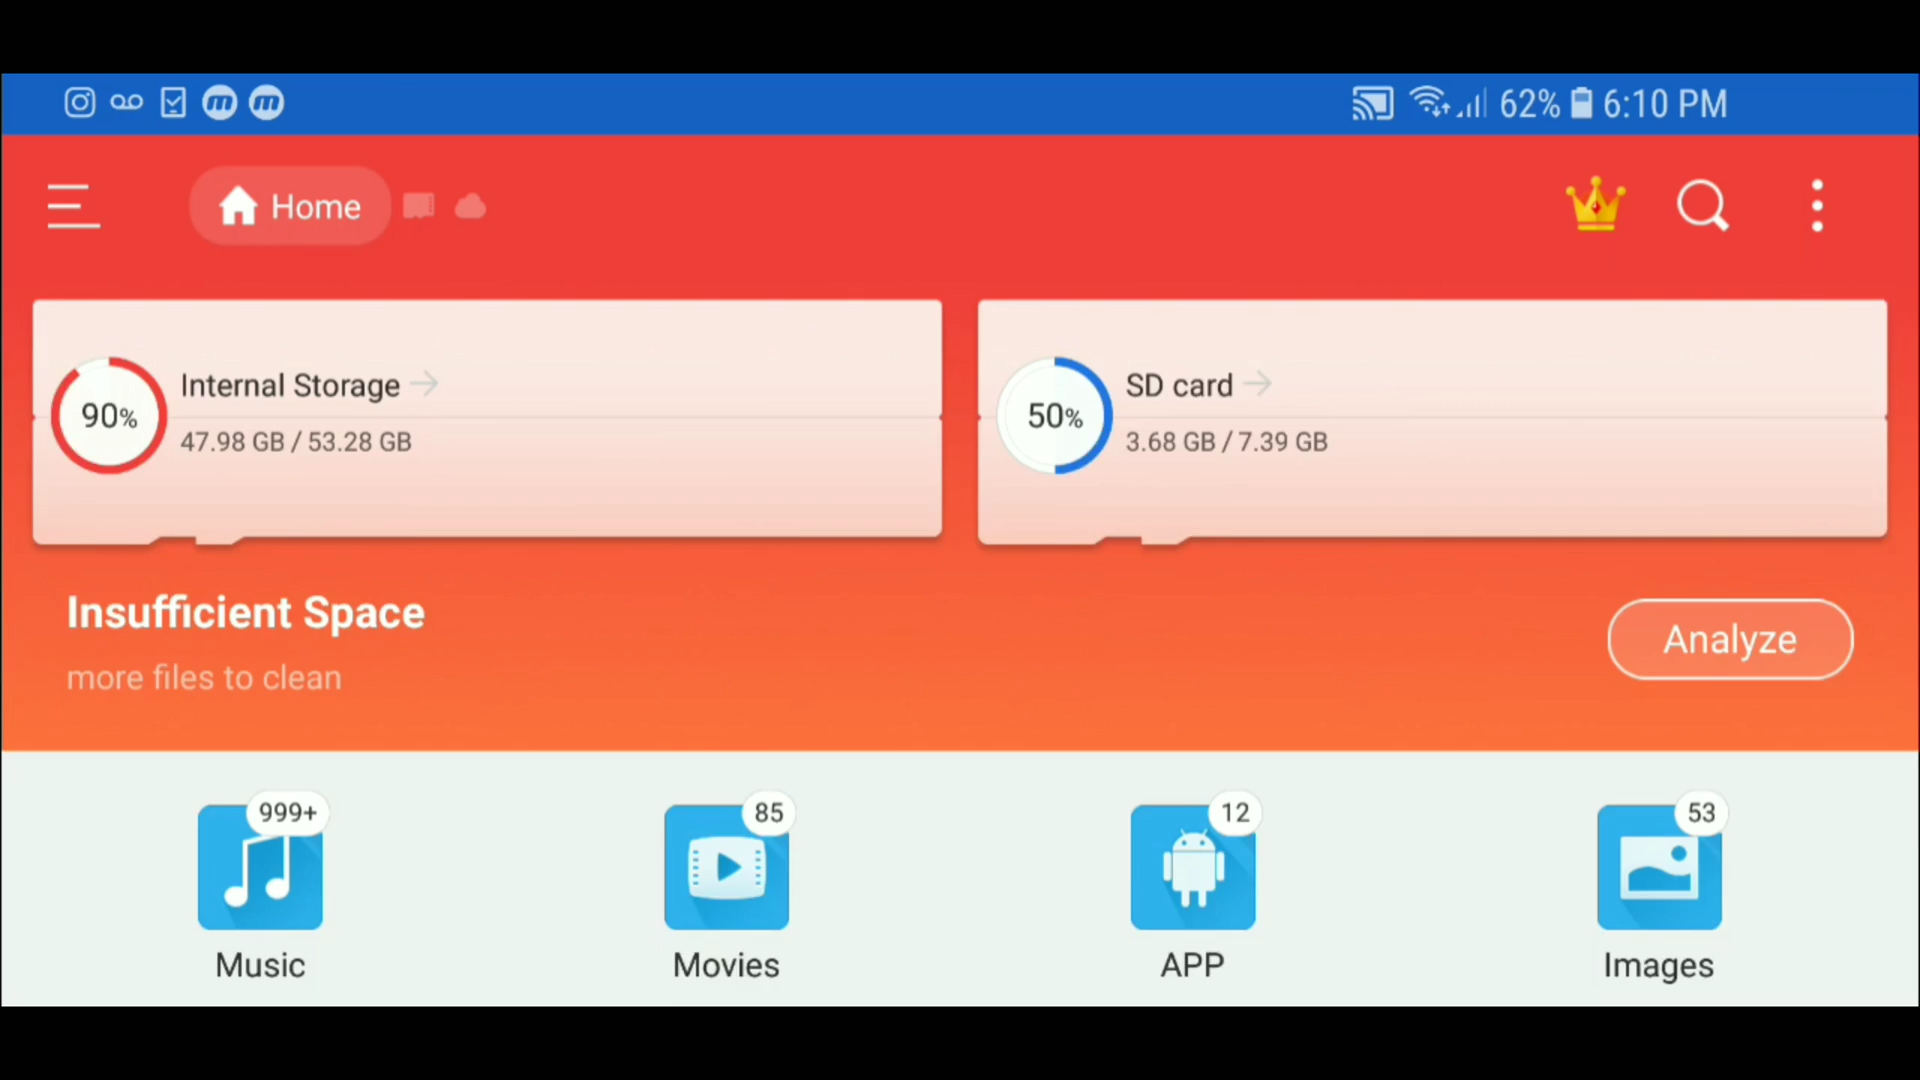 62% 6:10 PM
Home
90%
Internal Storage
47.98 GB / 53.28 GB
50%
SD card
3.68 GB / 7.39 GB
Insufficient Space
more files to clean
Analyze
999+
85
12
53
Music
Movies
APP
Images